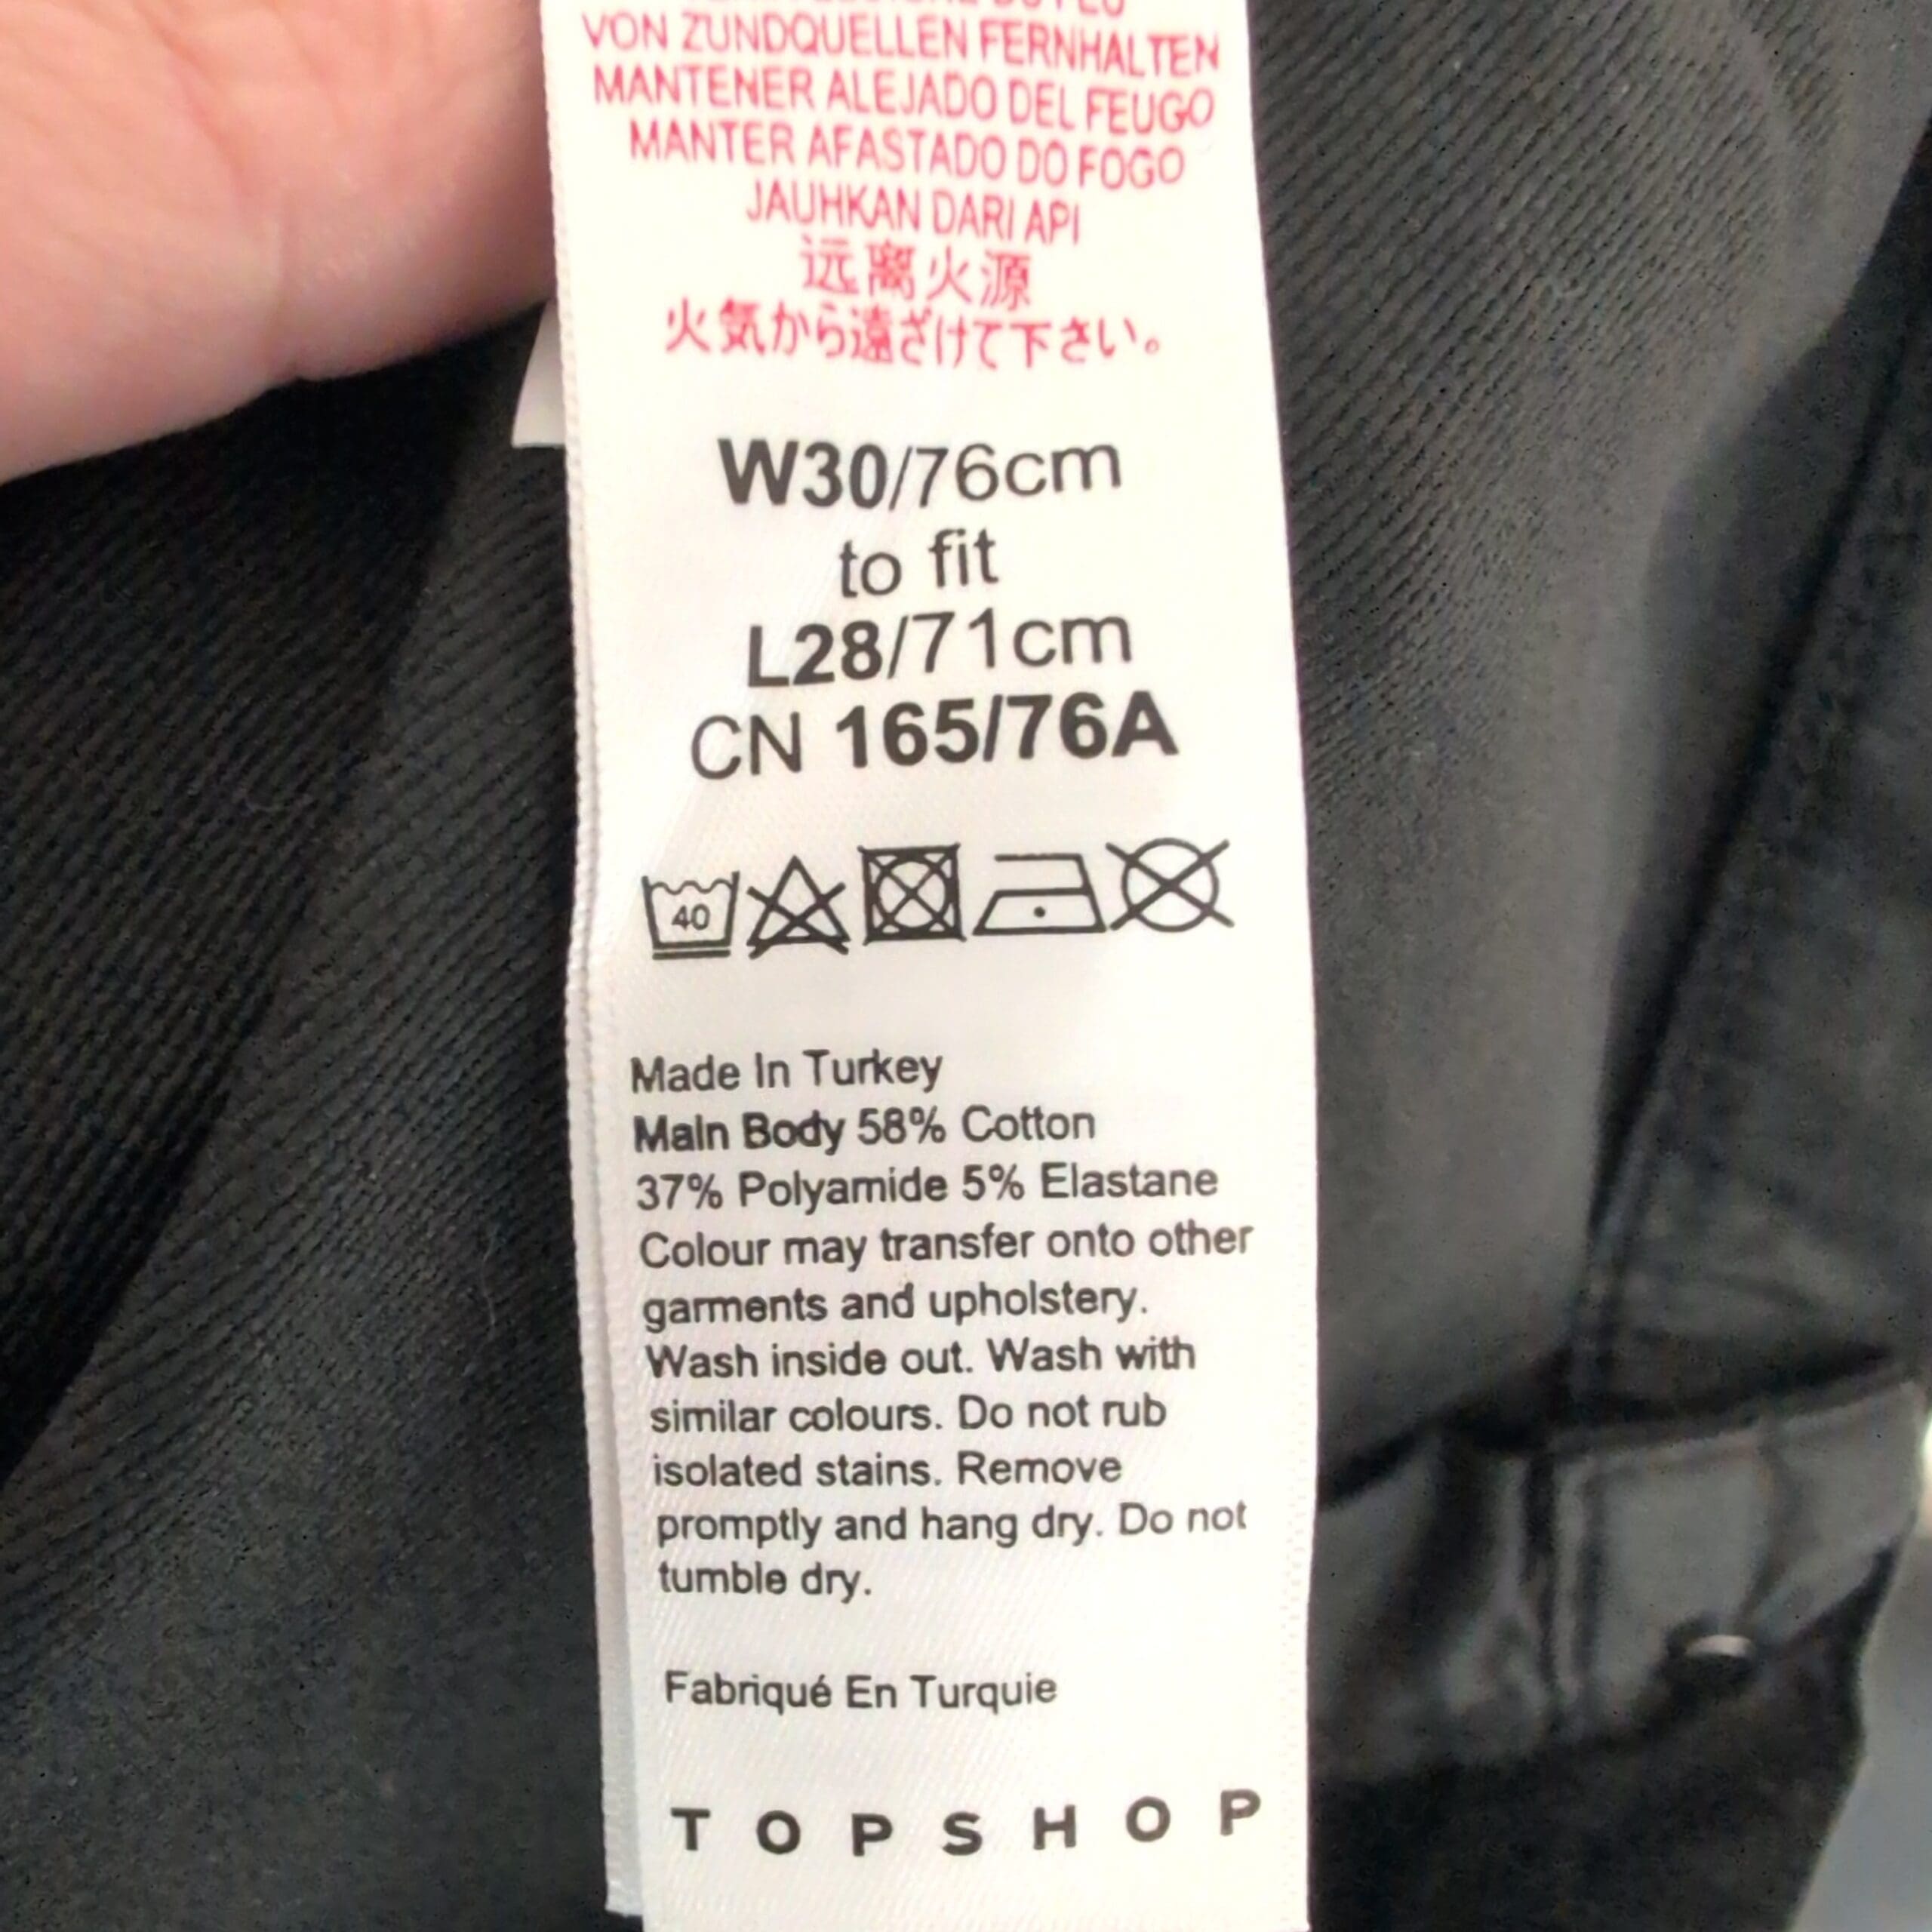 VON ZUNDQUELLEN FERNHALTEN
MANTENER ALEJADO DEL FEUGO
MANTER AFASTADO DO FOGO
JAUHKAN DARI API
远离火源
火気から遠ざけて下さい。
W30/76cm
to fit
L28/71cm
CN 165/76A
40
Made In Turkey
Main Body 58% Cotton
37% Polyamide 5% Elastane
Colour may transfer onto other
garments and upholstery.
Wash inside out. Wash with
similar colours. Do not rub
isolated stains. Remove
promptly and hang dry. Do not
tumble dry.
Fabriqué En Turquie
TOPSHOP